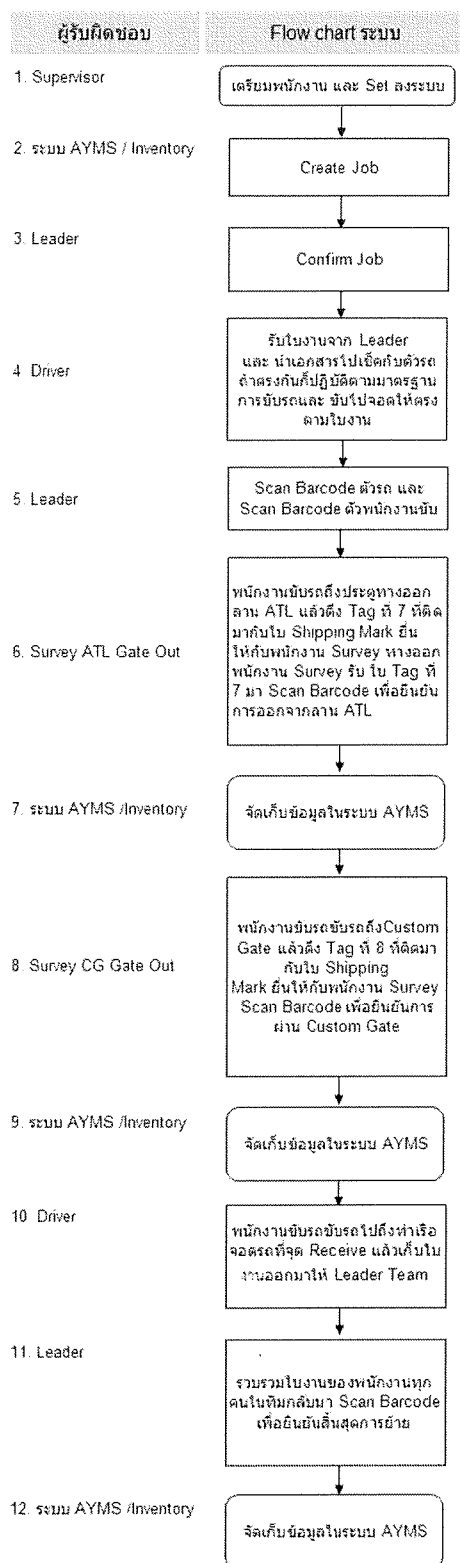 ผู้รับผิดชอบ
Flow chart ระบบ
1. Supervisor
เตรียมพนักงาน และ Set ลงระบบ
2. ระบบ AYMS / Inventory
Create Job
3. Leader
Confirm Job
4 Driver
รับใบงานจาก Leader
และ นำเอกสารไปเช็คกับตัวรถ
ถ้าตรงกันก็ปฏิบัติตามมาตรฐาน
การขับรถและ ขับไปจอดให้ตรง
ตามใบงาน
5. Leader
Scan Barcode ตัวรถ และ
Scan Barcode ตัวพนักงานขับ
6. Survey ATL Gate Out
พนักงานขับรถถึงประตูทางออก
ลาน ATL แล้วดึง Tag ที่ 7 ที่ติด
มากับใบ Shipping Mark ยื่น
ให้กับพนักงาน Survey ทางออก
พนักงาน Survey รับ ใบ Tag ที่
7 มา Scan Barcode เพื่อยืนยัน
การออกจากลาน ATL
7. ระบบ AYMS /Inventory
จัดเก็บข้อมูลในระบบ AYMS
8. Survey CG Gate Out
พนักงานขับรถขับรถถึงCustom
Gate แล้วดึง Tag ที่ 8 ที่ติดมา
กับใบ Shipping
Mark ยื่นให้กับพนักงาน Survey
Scan Barcode เพื่อยืนยันการ
ผ่าน Custom Gate
9. ระบบ AYMS /Inventory
จัดเก็บข้อมูลในระบบ AYMS
10 Driver
พนักงานขับรถขับรถไปถึงท่าเรือ
จอดรถที่จุด Receive แล้วเก็บใบ
งานออกมาให้ Leader Team
11. Leader
รวบรวมใบงานของพนักงานทุก
คนในทีมกลับมา Scan Barcode
เพื่อยืนยันสิ้นสุดการย้าย
12. ระบบ AYMS /Inventory
จัดเก็บข้อมูลในระบบ AYMS